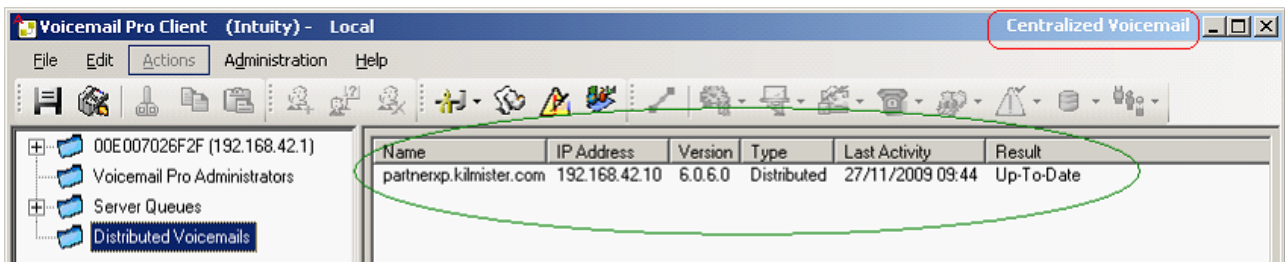 Voicemail Pro Client (Intuity) - Local Centralized Voicemail
File Edit Actions Administration Help
00E007026F2F (192.168.42.1)
Voicemail Pro Administrators
Server Queues
Distributed Voicemails
Name IP Address Version Type Last Activity Result
partnerxp.kilmister.com 192.168.42.10 6.0.6.0 Distributed 27/11/2009 09:44 Up-To-Date